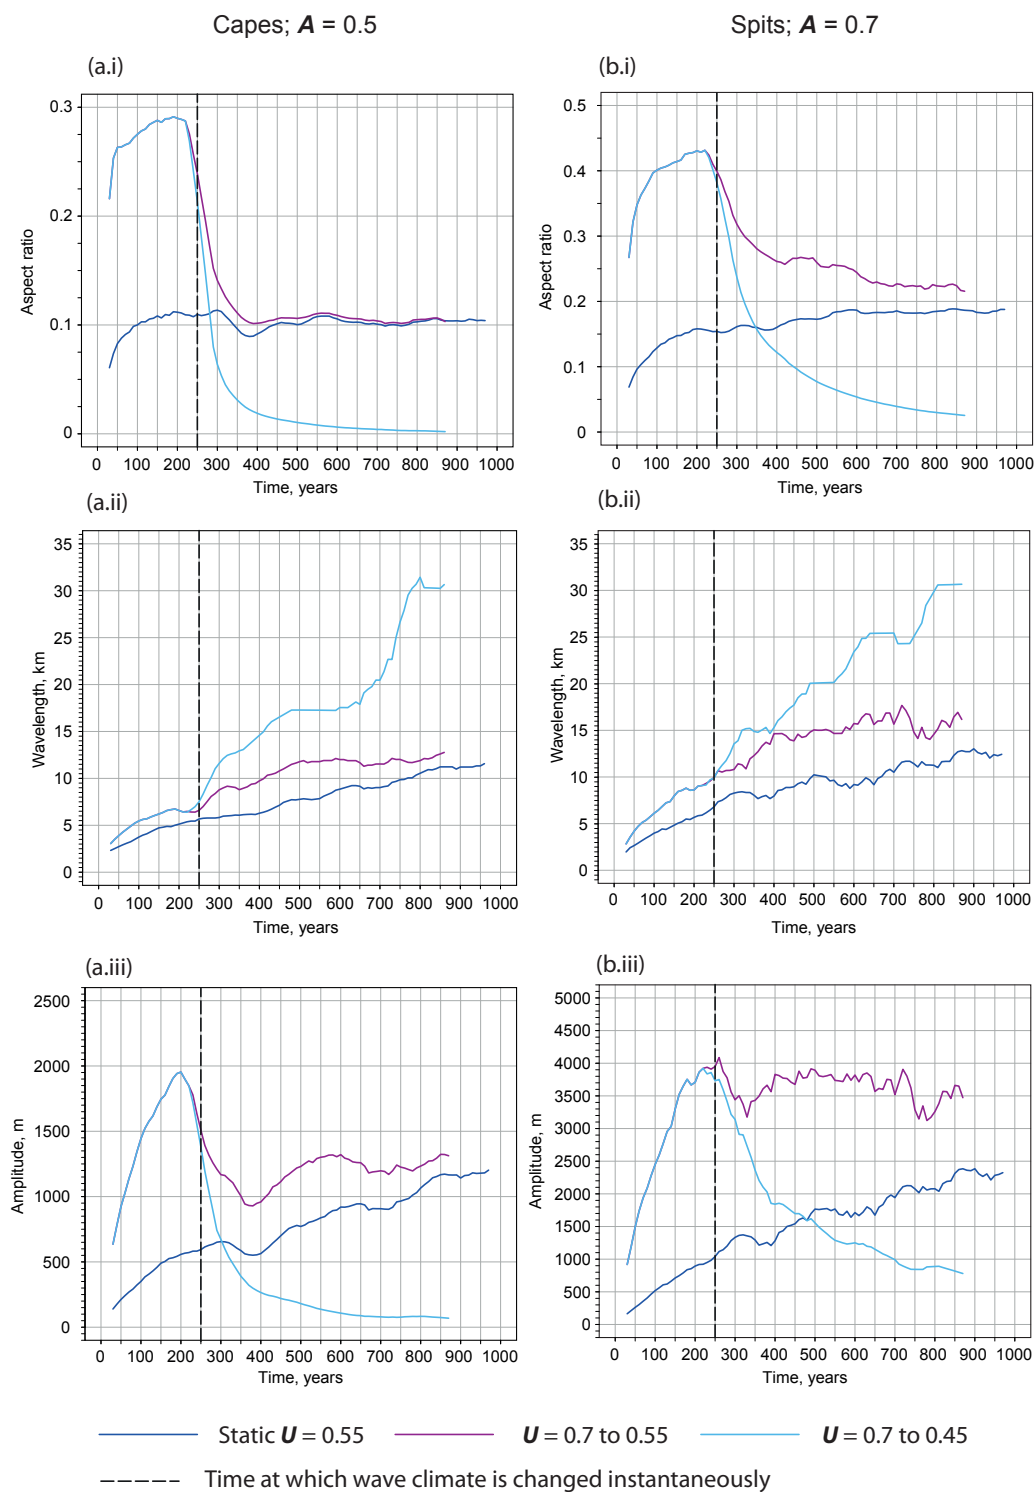 Capes; A = 0.5
Spits; A = 0.7
(a.i)
0.3
0.2
0.1
0
Aspect ratio
0 100 200 300 400 500 600 700 800 900 1000
Time, years
(b.i)
0.5
0.4
0.3
0.2
0.1
0
Aspect ratio
0 100 200 300 400 500 600 700 800 900 1000
Time, years
(a.ii)
35
30
25
20
15
10
5
0
Wavelength, km
0 100 200 300 400 500 600 700 800 900 1000
Time, years
(b.ii)
35
30
25
20
15
10
5
0
Wavelength, km
0 100 200 300 400 500 600 700 800 900 1000
Time, years
(a.iii)
2500
2000
1500
1000
500
0
Amplitude, m
0 100 200 300 400 500 600 700 800 900 1000
Time, years
(b.iii)
5000
4500
4000
3500
3000
2500
2000
1500
1000
500
0
Amplitude, m
0 100 200 300 400 500 600 700 800 900 1000
Time, years
Static U = 0.55
U = 0.7 to 0.55
U = 0.7 to 0.45
Time at which wave climate is changed instantaneously